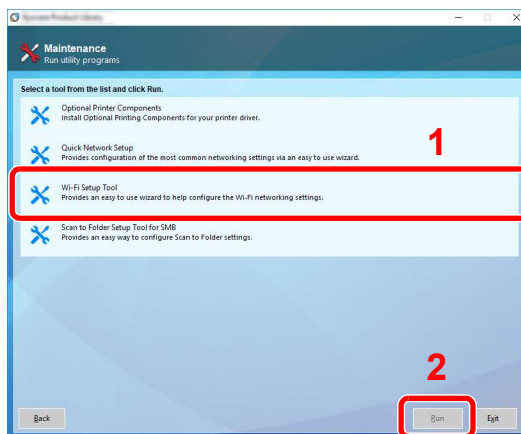 Maintenance
Run utility programs
Select a tool from the list and click Run.
Optional Printer Components
Install Optional Printing Components for your printer driver.
1
Quick Network Setup
Provides configuration of the most common networking settings via an easy to use wizard.
Wi-Fi Setup Tool
Provides an easy to use wizard to help configure the Wi-Fi networking settings.
Scan to Folder Setup Tool for SMB
Provides an easy way to configure Scan to Folder settings.
2
Back
Run
Exit